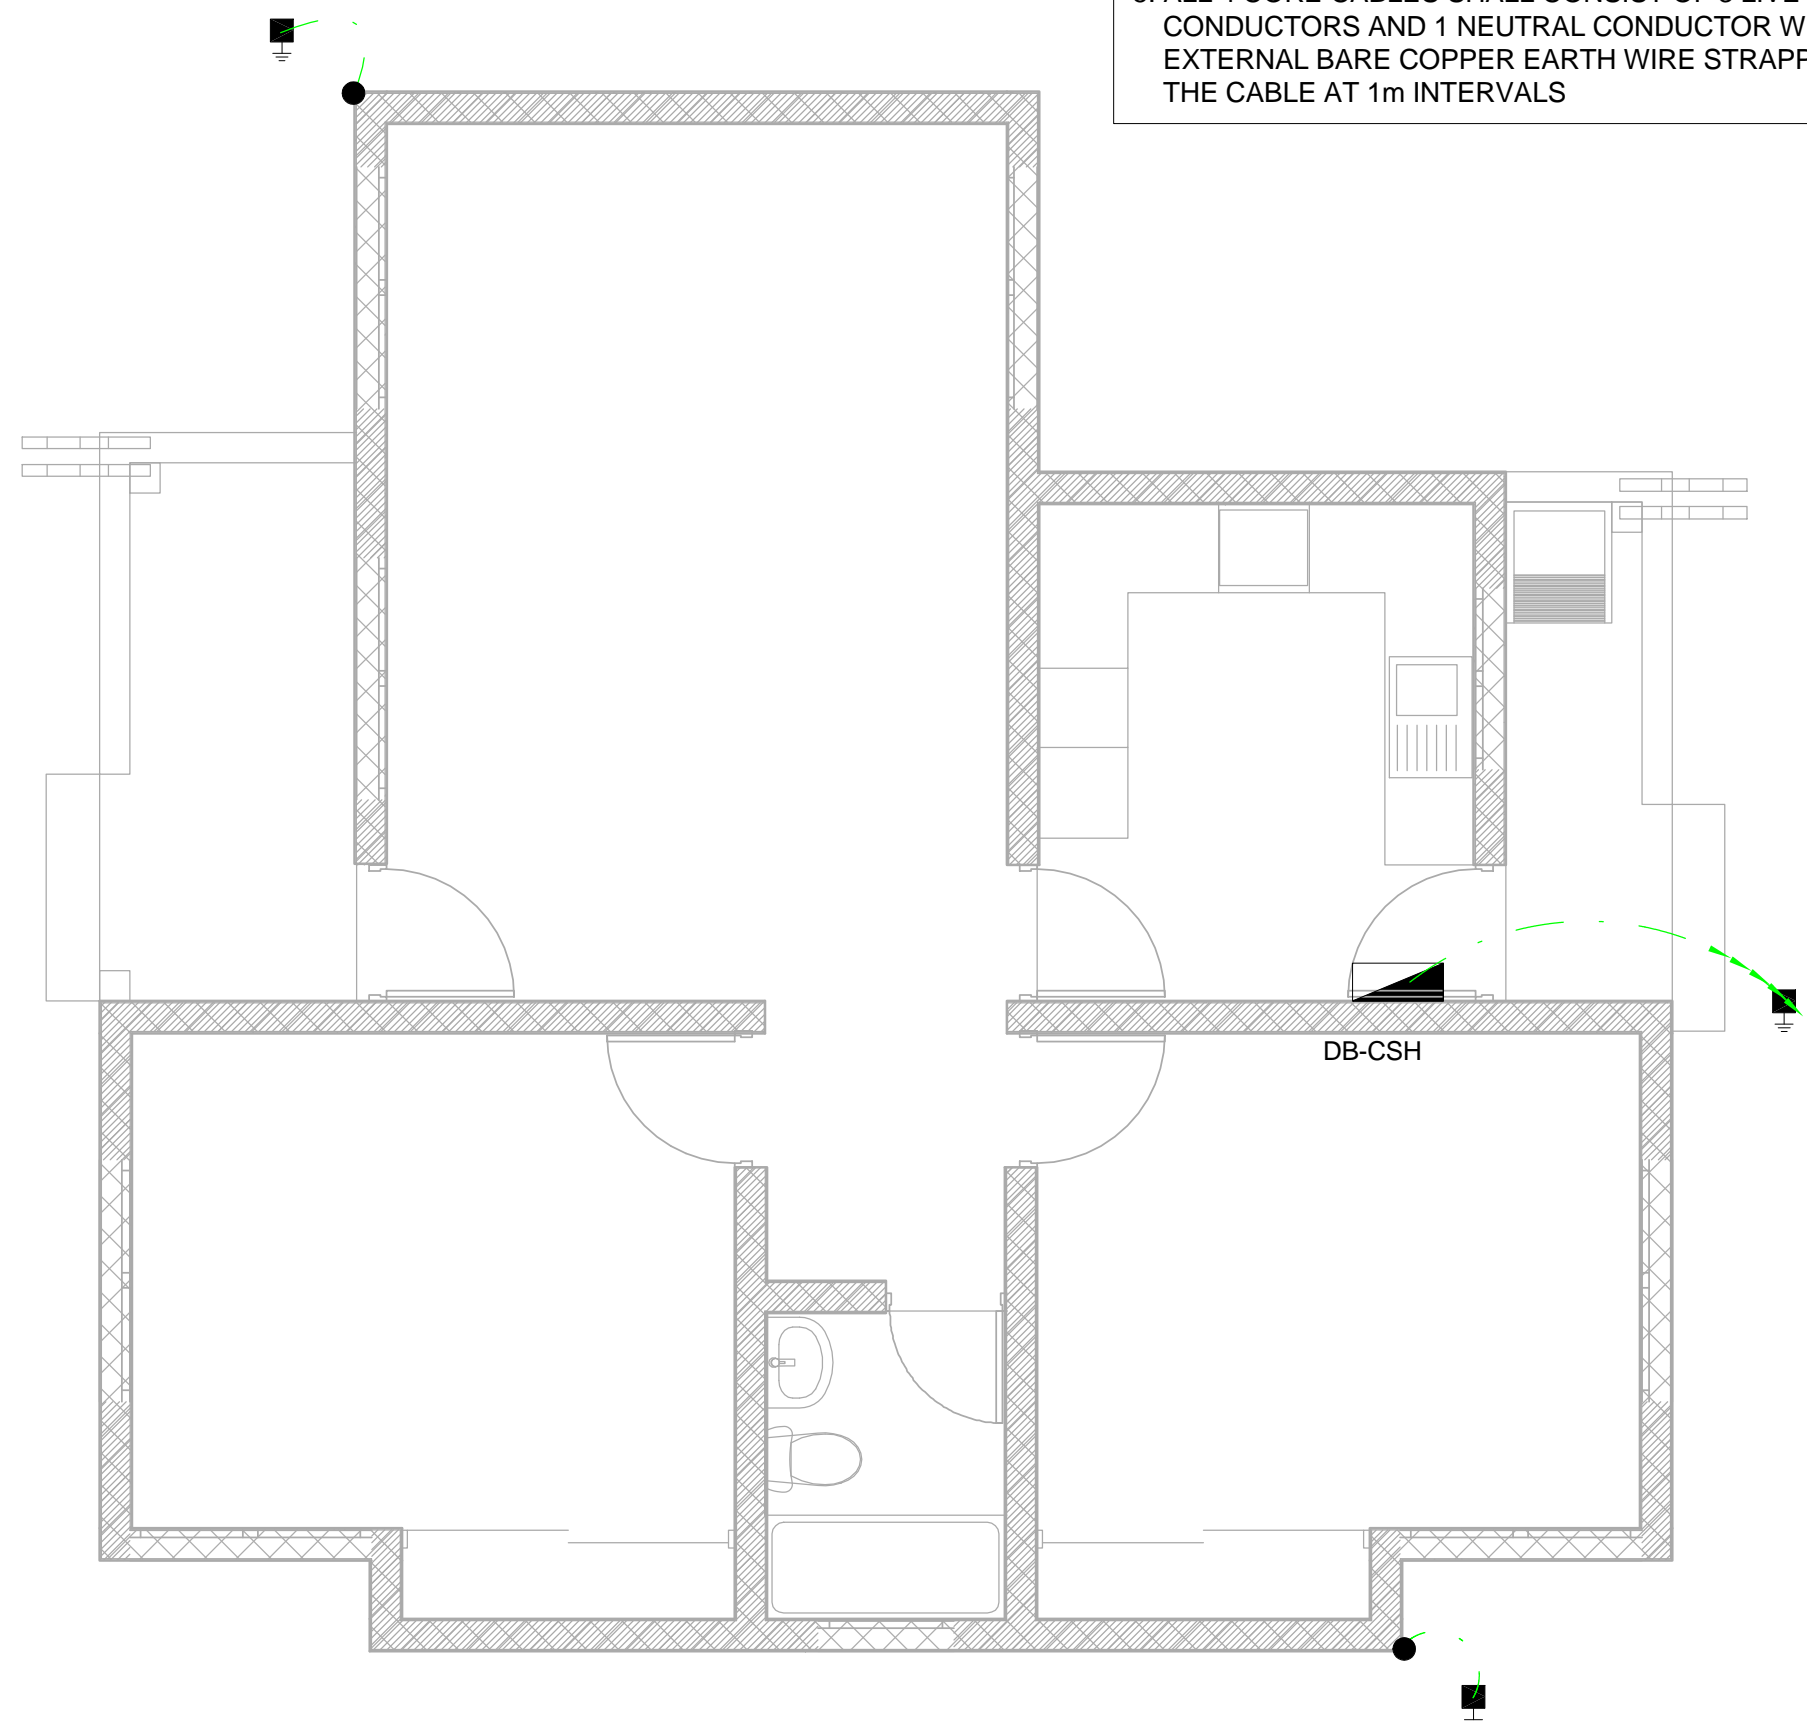 CONDUCTORS AND 1 NEUTRAL CONDUCTOR W
EXTERNAL BARE COPPER EARTH WIRE STRAPP
THE CABLE AT 1m INTERVALS
DB-CSH